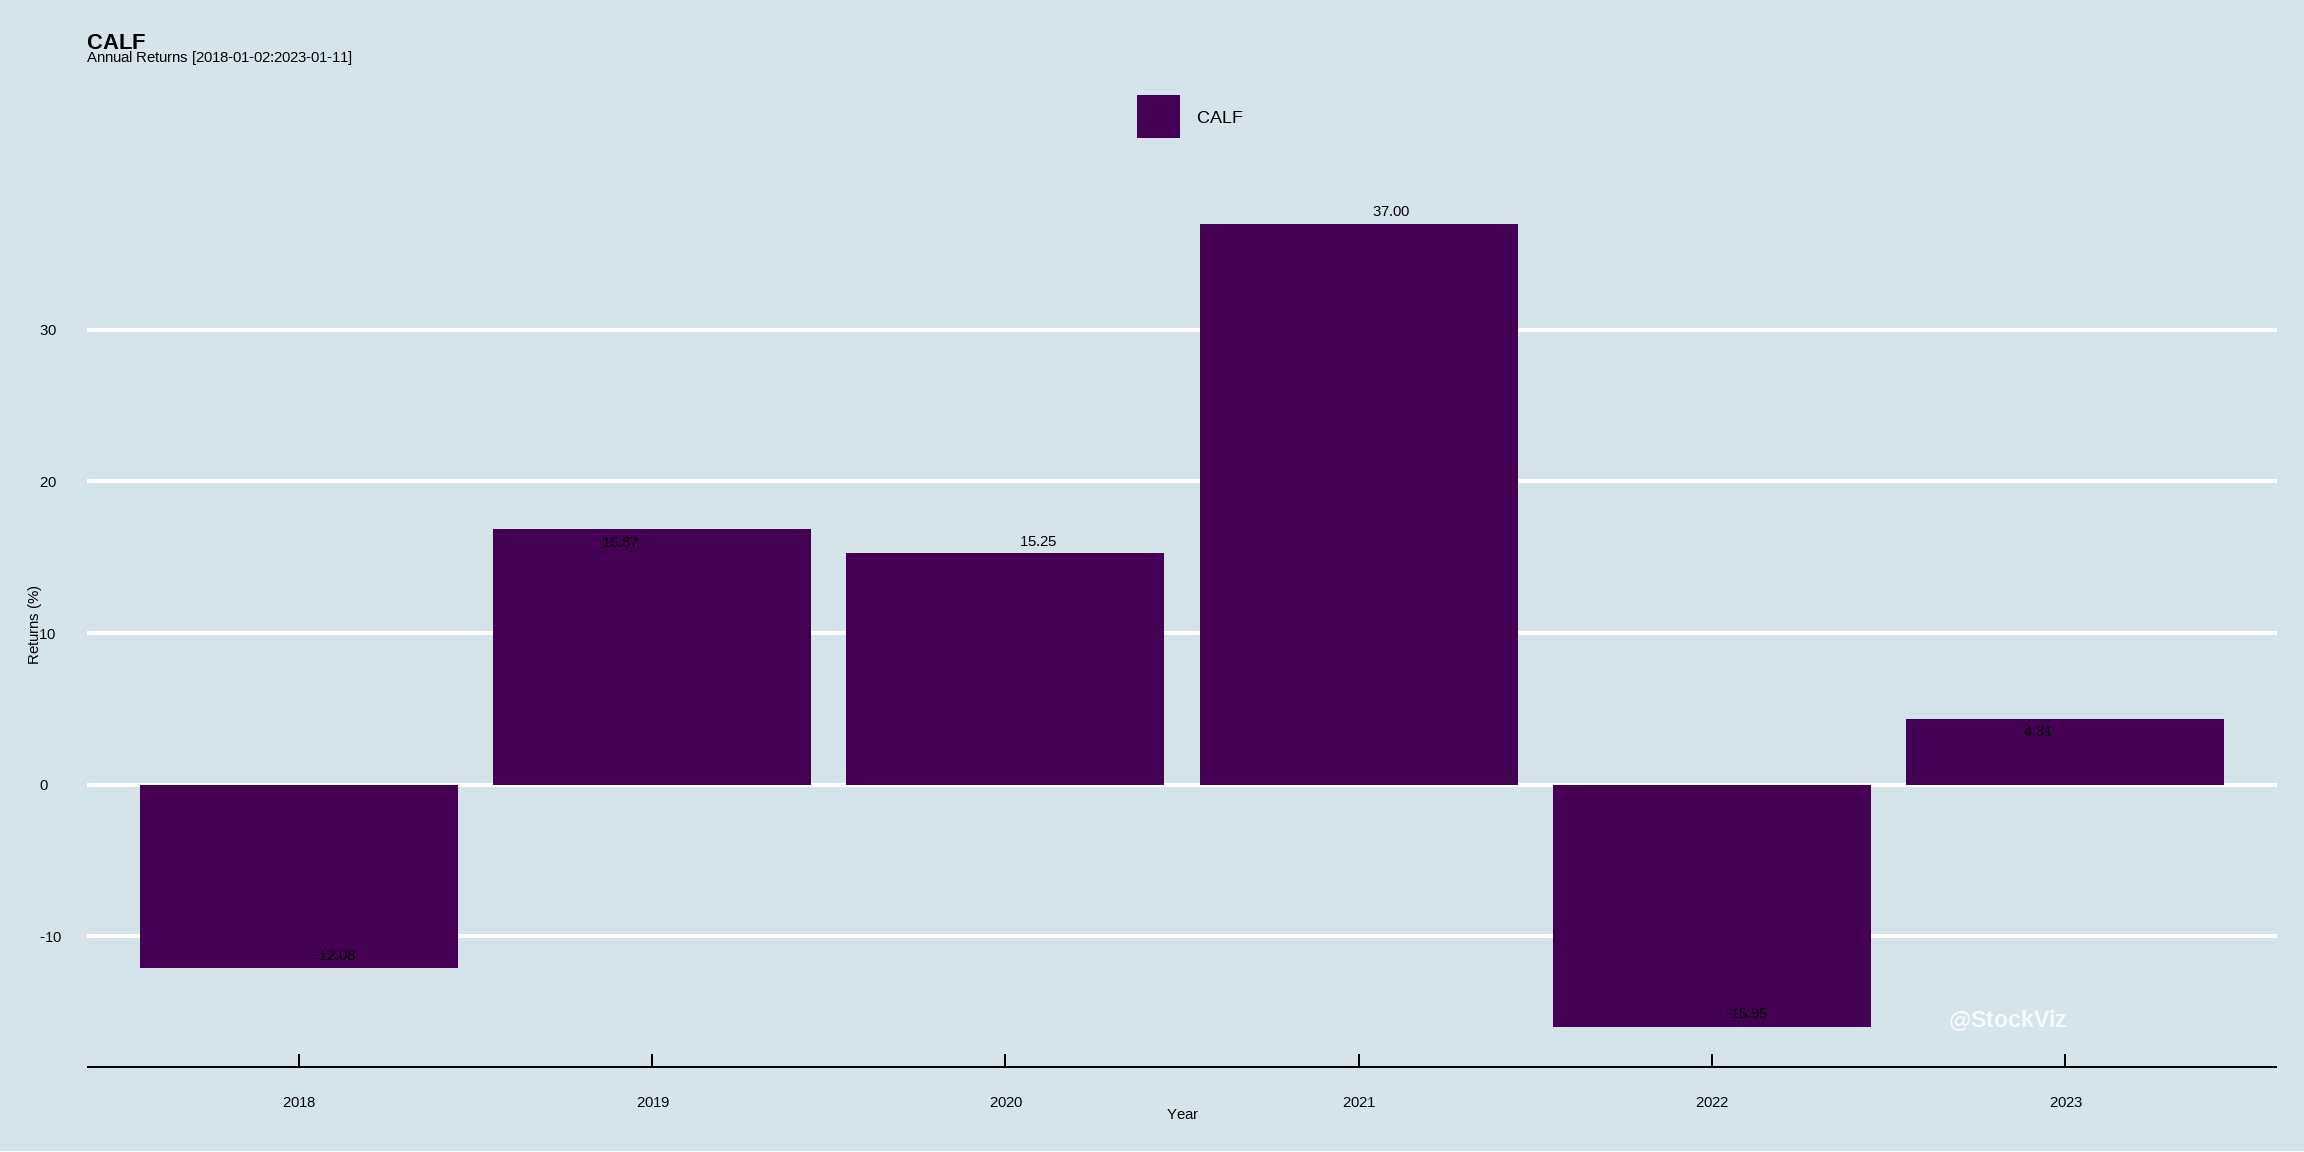 CALF
Annual Returns [2018-01-02:2023-01-11]
CALF
37.00
30
20
16.87
15.25
Returns (%)
10
4.31
0
-10
-12.08
-15.95
@StockViz
2018 2019 2020 2021 2022 2023
Year